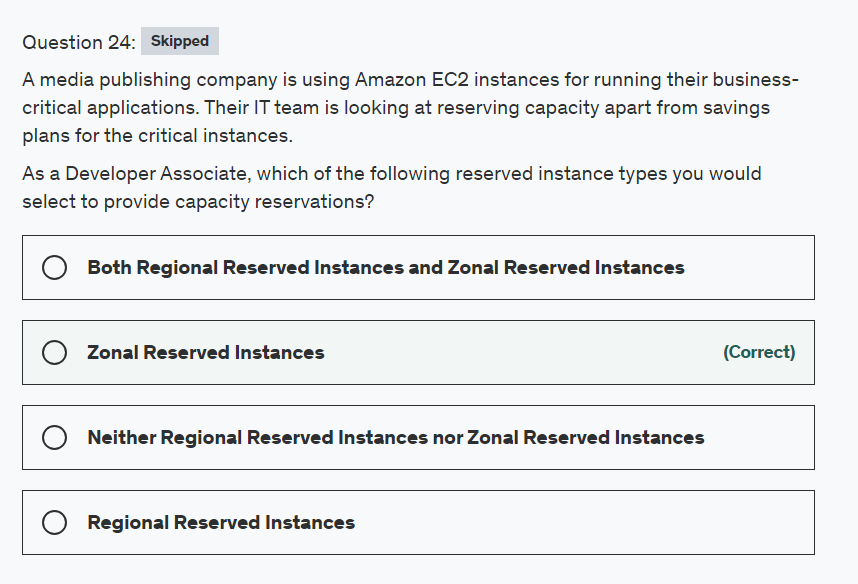 Question 24: Skipped
A media publishing company is using Amazon EC2 instances for running their business-
critical applications. Their IT team is looking at reserving capacity apart from savings
plans for the critical instances.
As a Developer Associate, which of the following reserved instance types you would
select to provide capacity reservations?
Both Regional Reserved Instances and Zonal Reserved Instances
Zonal Reserved Instances (Correct)
Neither Regional Reserved Instances nor Zonal Reserved Instances
Regional Reserved Instances